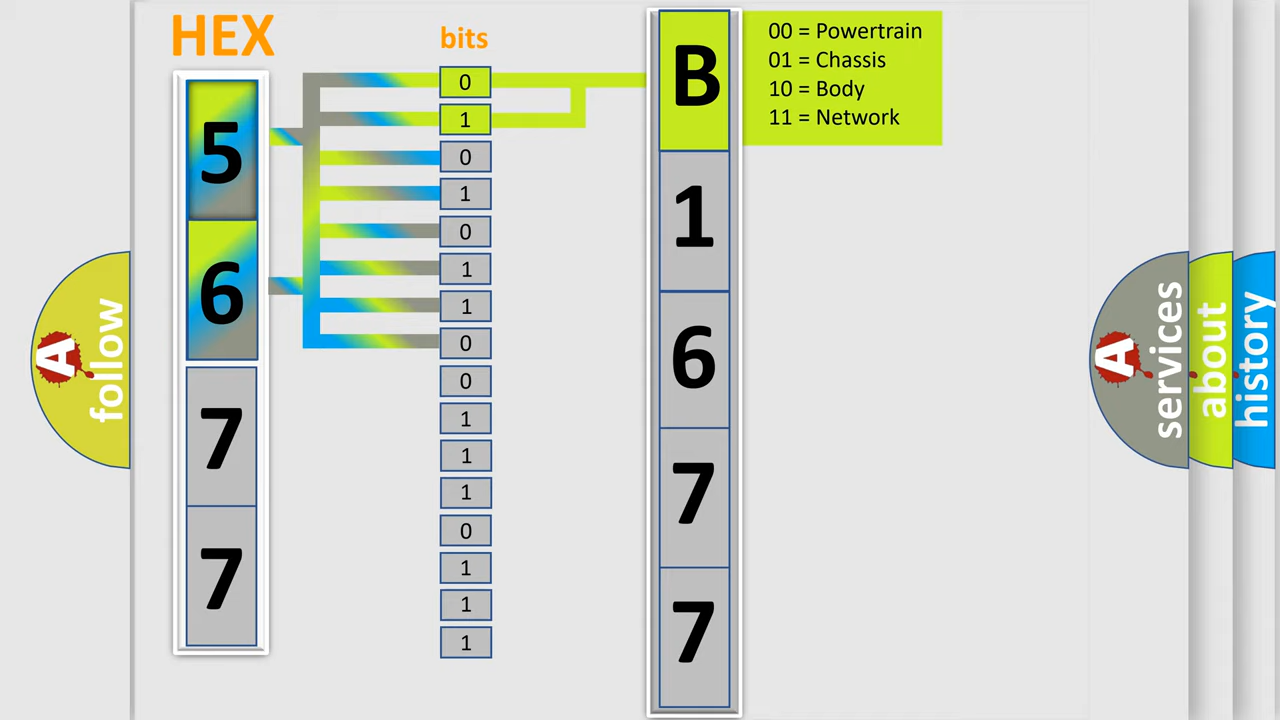 HEX
bits
5
6
7
7
0
1
0
1
0
1
1
0
0
1
1
1
0
1
1
1
B
1
6
7
7
00 = Powertrain
01 = Chassis
10 = Body
11 = Network
A
follow
A
services
about
history